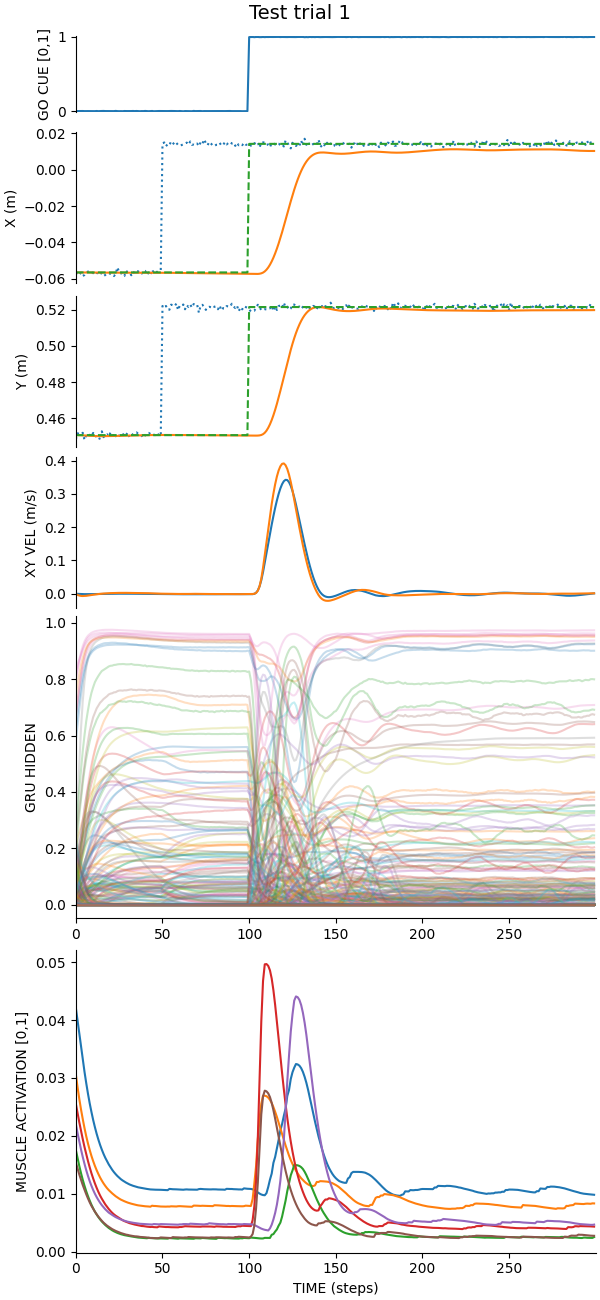 Test trial 1
GO CUE [0,1]
1
0
X (m)
0.02
0.00
−0.02
−0.04
−0.06
Y (m)
0.52
0.50
0.48
0.46
XY VEL (m/s)
0.4
0.3
0.2
0.1
0.0
GRU HIDDEN
1.0
0.8
0.6
0.4
0.2
0.0
0 50 100 150 200 250
MUSCLE ACTIVATION [0,1]
0.05
0.04
0.03
0.02
0.01
0.00
0 50 100 150 200 250
TIME (steps)